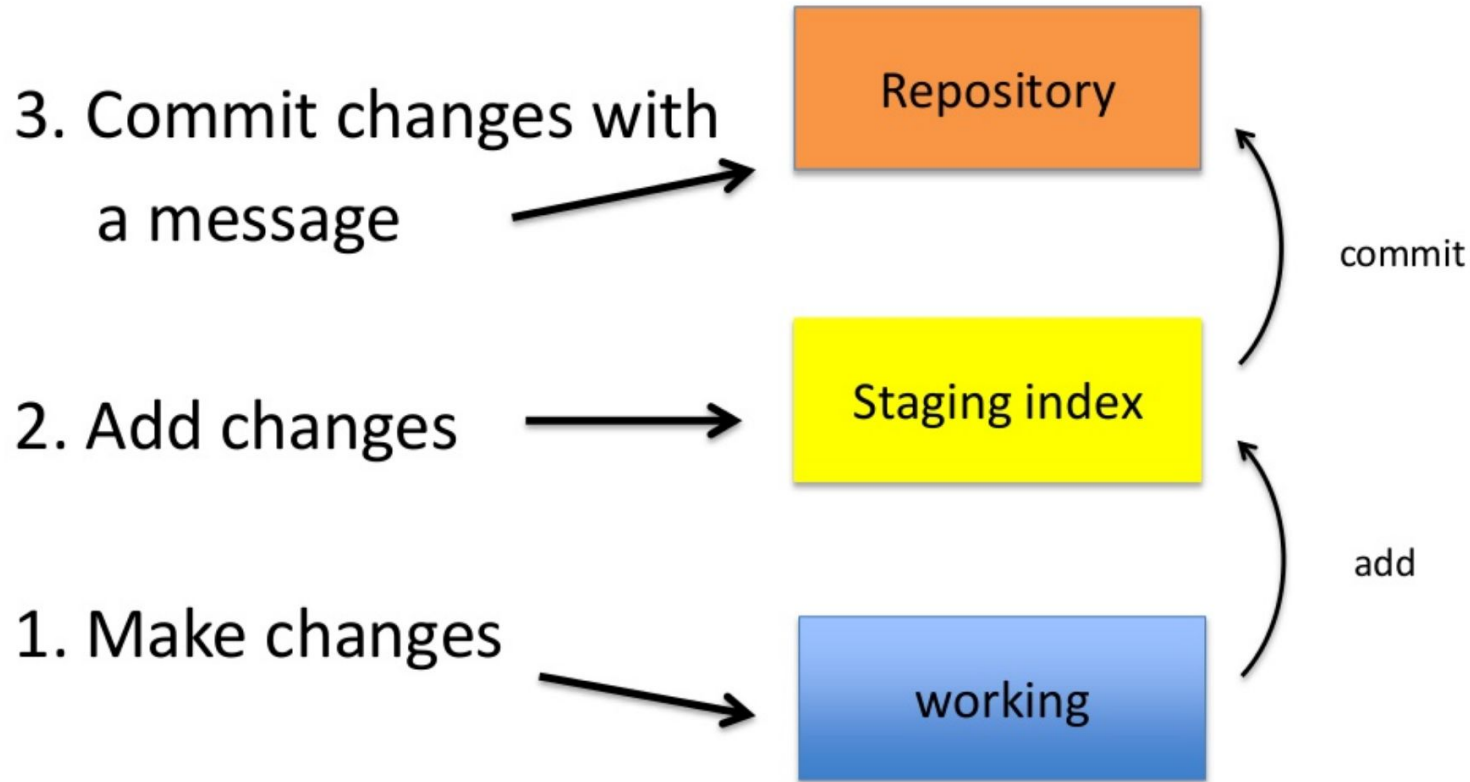 3. Commit changes with
a message
Repository
commit
2. Add changes
Staging index
add
1. Make changes
working